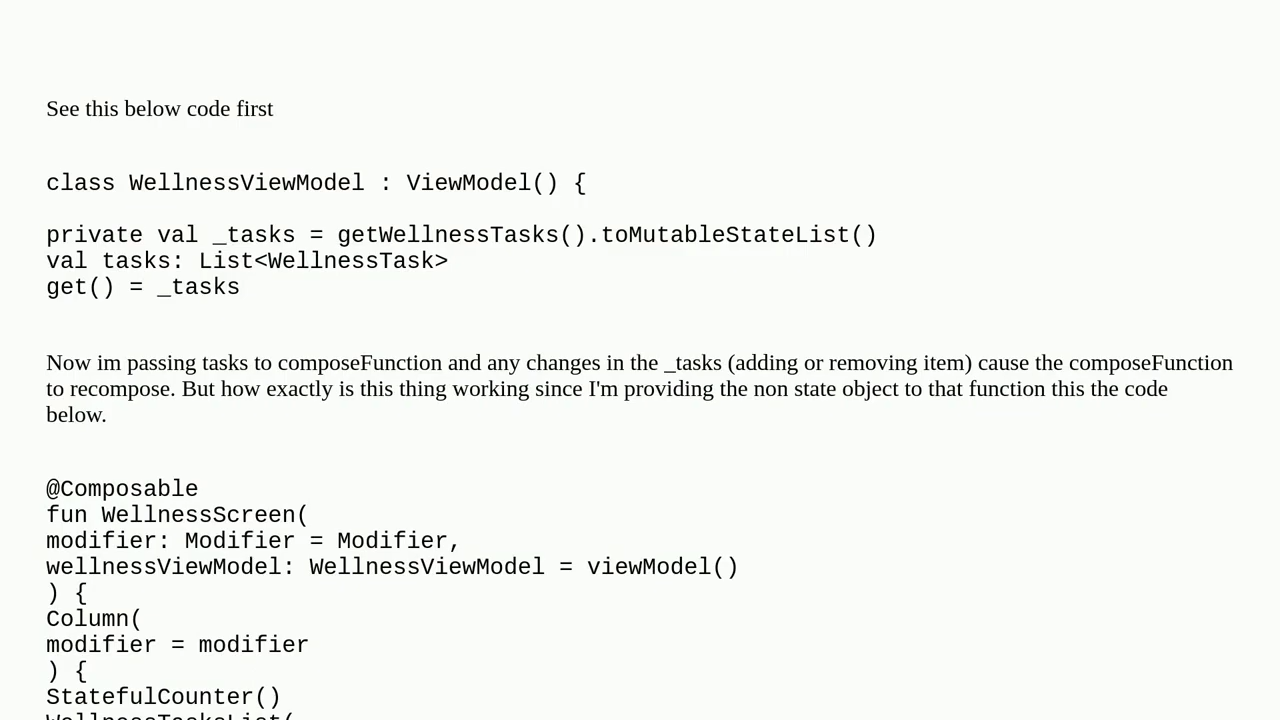 See this below code first
class WellnessViewModel : ViewModel() {
private val _tasks = getWellnessTasks().toMutableStateList()
val tasks: List<WellnessTask>
get() = _tasks
Now im passing tasks to composeFunction and any changes in the _tasks (adding or removing item) cause the composeFunction
to recompose. But how exactly is this thing working since I'm providing the non state object to that function this the code
below.
@Composable
fun WellnessScreen(
modifier: Modifier = Modifier,
wellnessViewModel: WellnessViewModel = viewModel()
) {
Column(
modifier = modifier
) {
StatefulCounter()
WellnessTasksList(